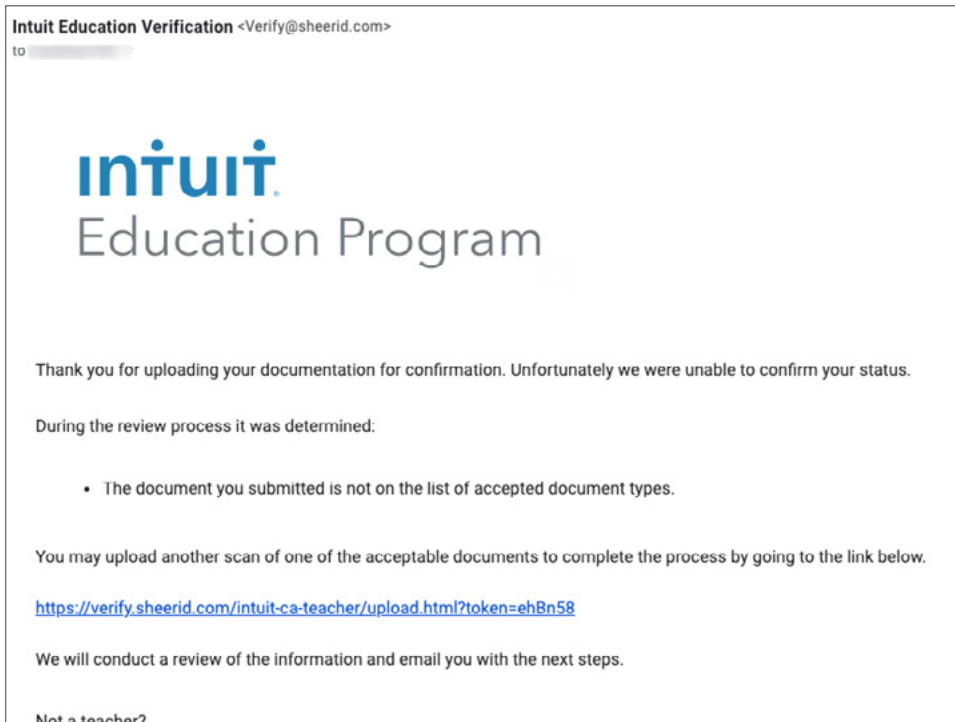 Intuit Education Verification <Verify@sheerid.com>
to
ıntuıt.
Education Program
Thank you for uploading your documentation for confirmation. Unfortunately we were unable to confirm your status.
During the review process it was determined:
• The document you submitted is not on the list of accepted document types.
You may upload another scan of one of the acceptable documents to complete the process by going to the link below.
https://verify.sheerid.com/intuit-ca-teacher/upload.html?token=ehBn58
We will conduct a review of the information and email you with the next steps.
Not a teacher?